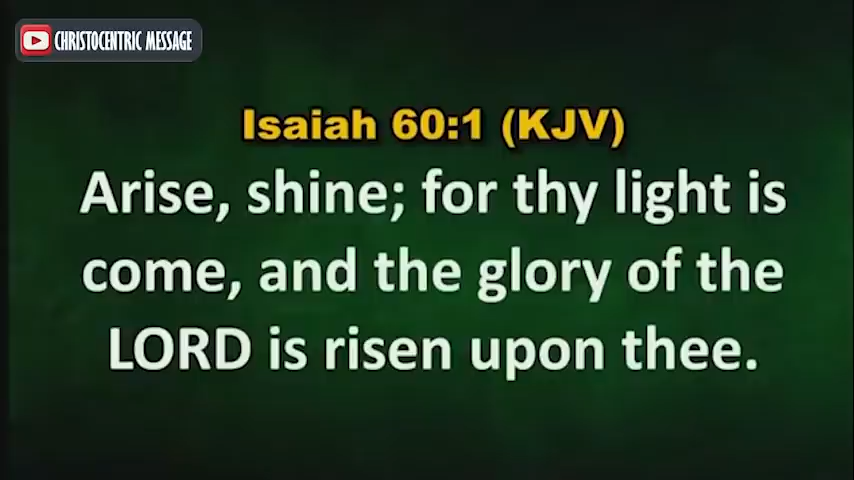 CHRISTOCENTRIC MESSAGE
Isaiah 60:1 (KJV)
Arise, shine; for thy light is
come, and the glory of the
LORD is risen upon thee.